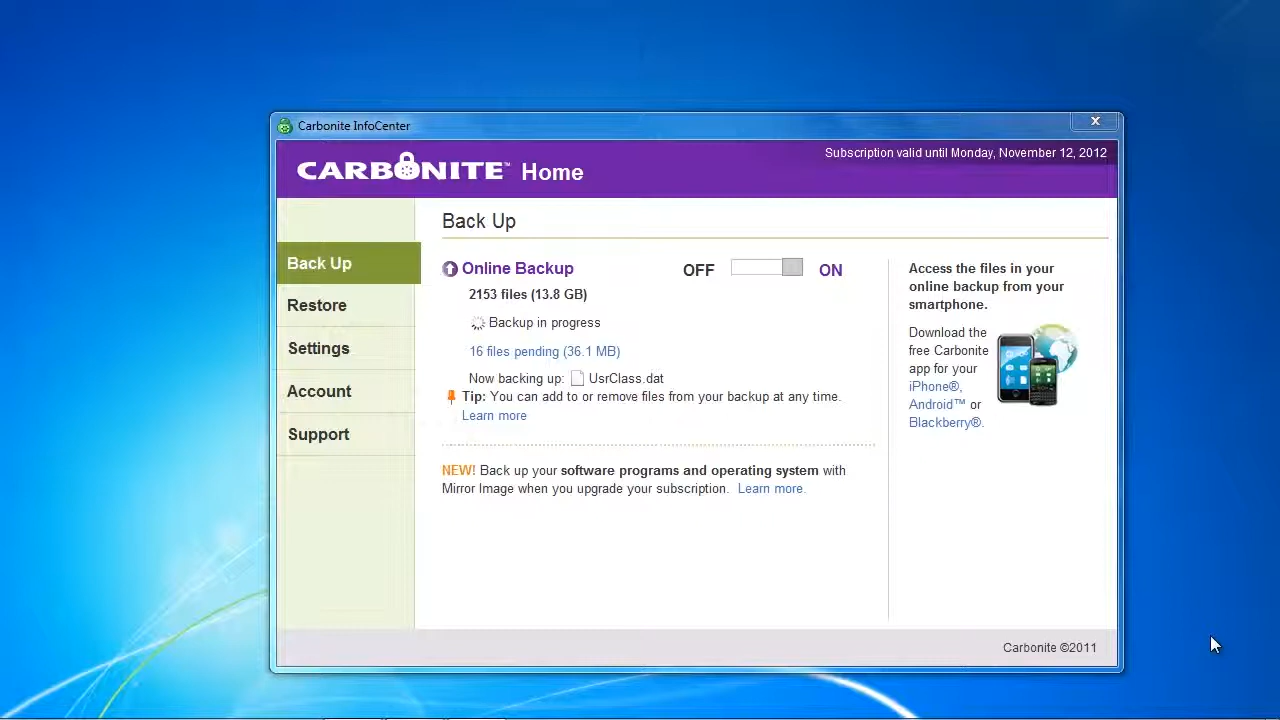 Carbonite InfoCenter
Subscription valid until Monday, November 12, 2012
CARBONITE™ Home
Back Up
Restore
Settings
Account
Support
Back Up
Online Backup
OFF ON
2153 files (13.8 GB)
Backup in progress
16 files pending (36.1 MB)
Now backing up: UsrClass.dat
Tip: You can add to or remove files from your backup at any time.
Learn more
NEW! Back up your software programs and operating system with
Mirror Image when you upgrade your subscription. Learn more.
Access the files in your
online backup from your
smartphone.
Download the
free Carbonite
app for your
iPhone®,
Android™ or
Blackberry®.
Carbonite ©2011